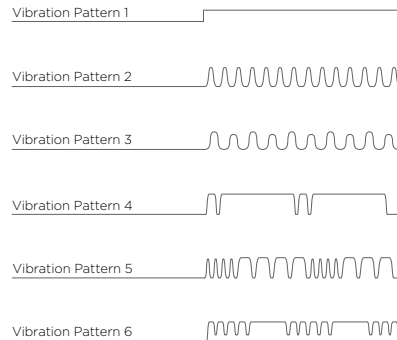 Vibration Pattern 1
Vibration Pattern 2
Vibration Pattern 3
Vibration Pattern 4
Vibration Pattern 5
Vibration Pattern 6